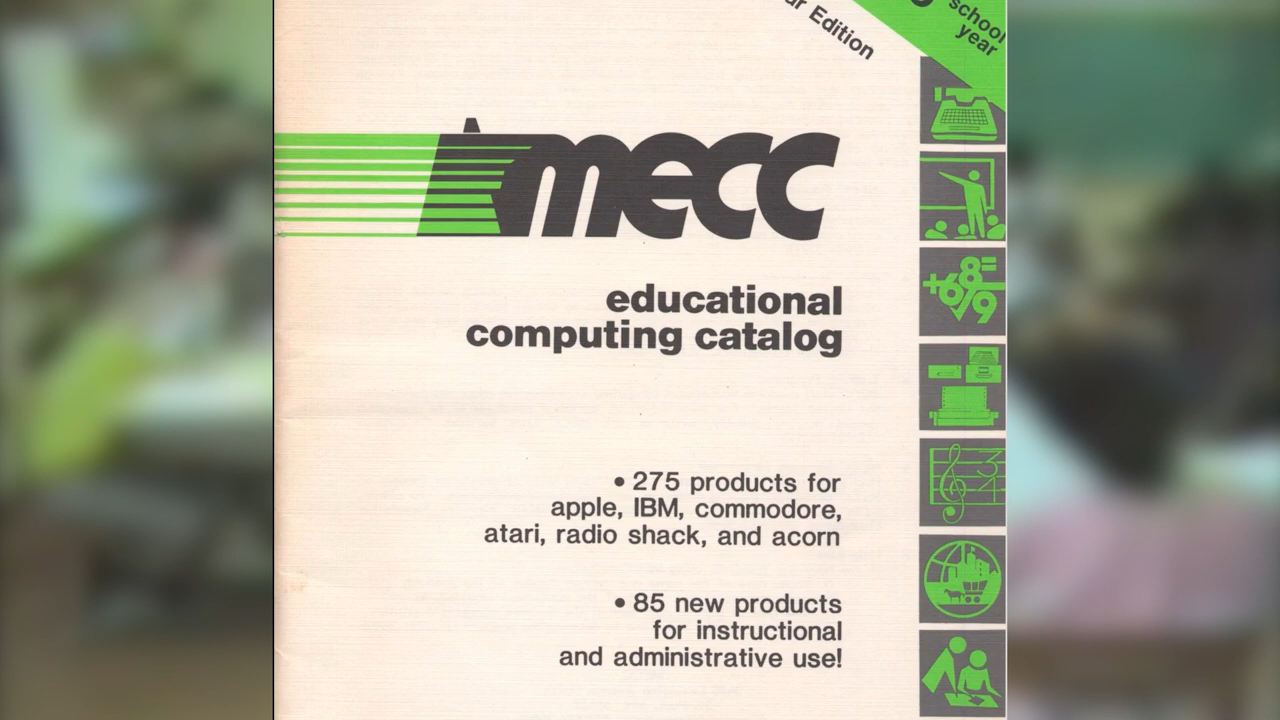 Edition
school
year
mecc
educational
computing catalog
• 275 products for
apple, IBM, commodore,
atari, radio shack, and acorn
• 85 new products
for instructional
and administrative use!